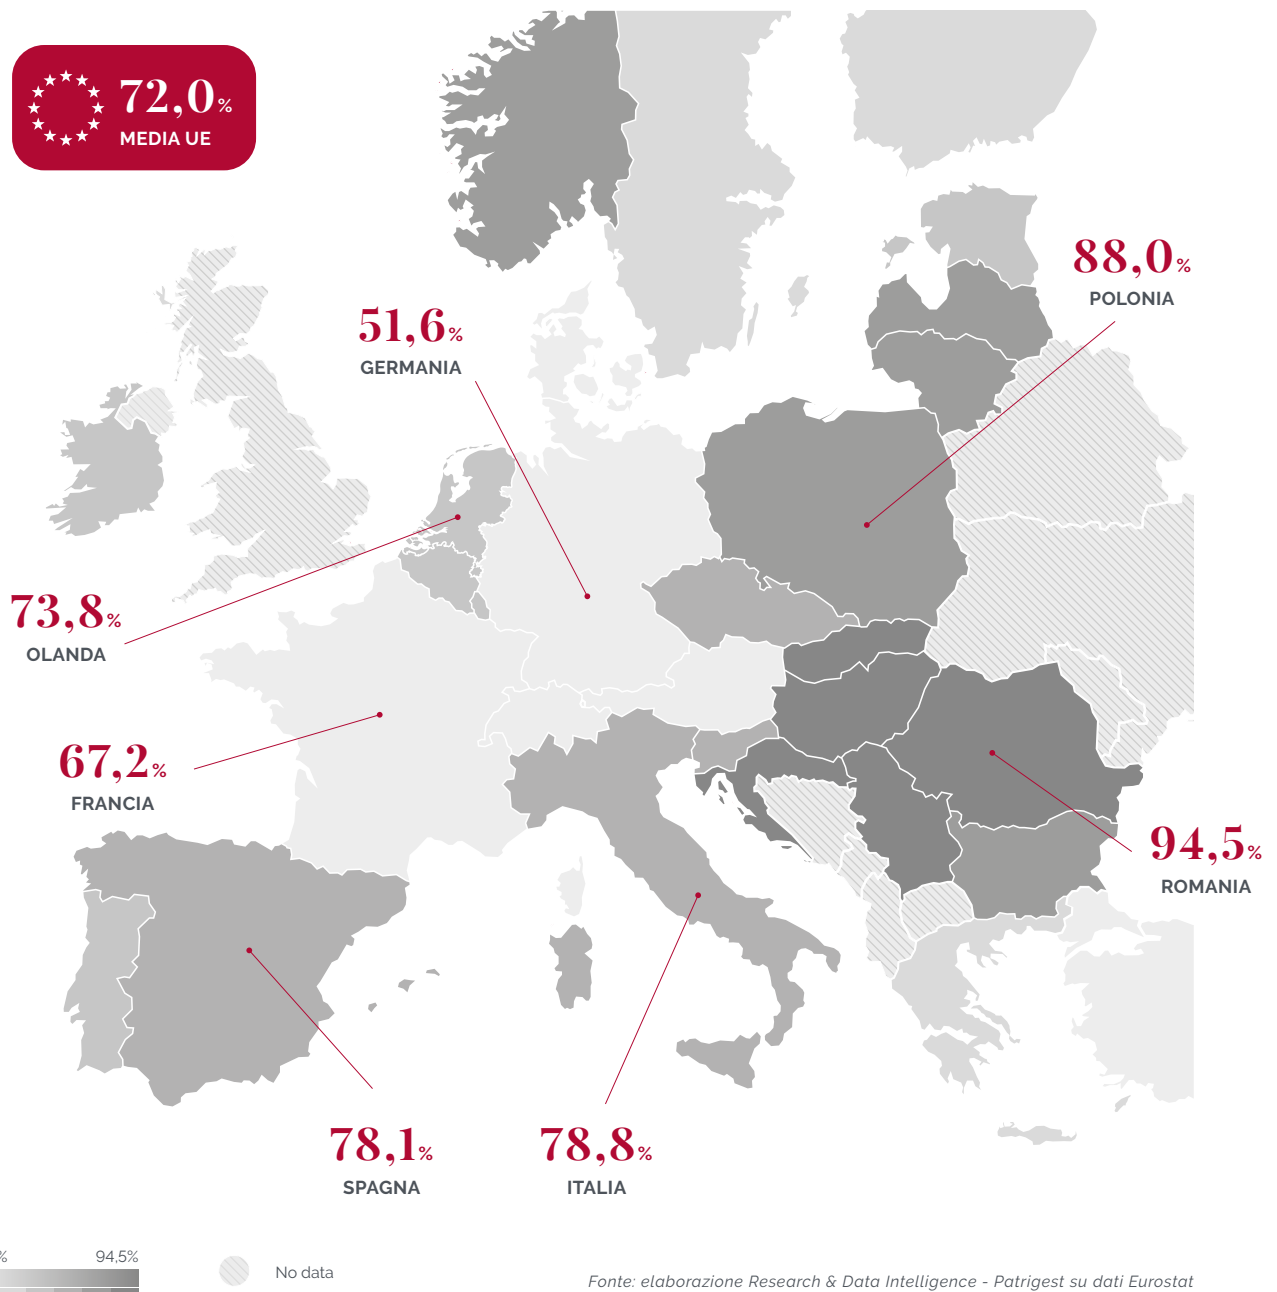 72,0%
MEDIA UE
88,0%
POLONIA
51,6%
GERMANIA
73,8%
OLANDA
67,2%
FRANCIA
94,5%
ROMANIA
78,1%
SPAGNA
78,8%
ITALIA
% 94,5%
No data
Fonte: elaborazione Research & Data Intelligence - Patrigest su dati Eurostat